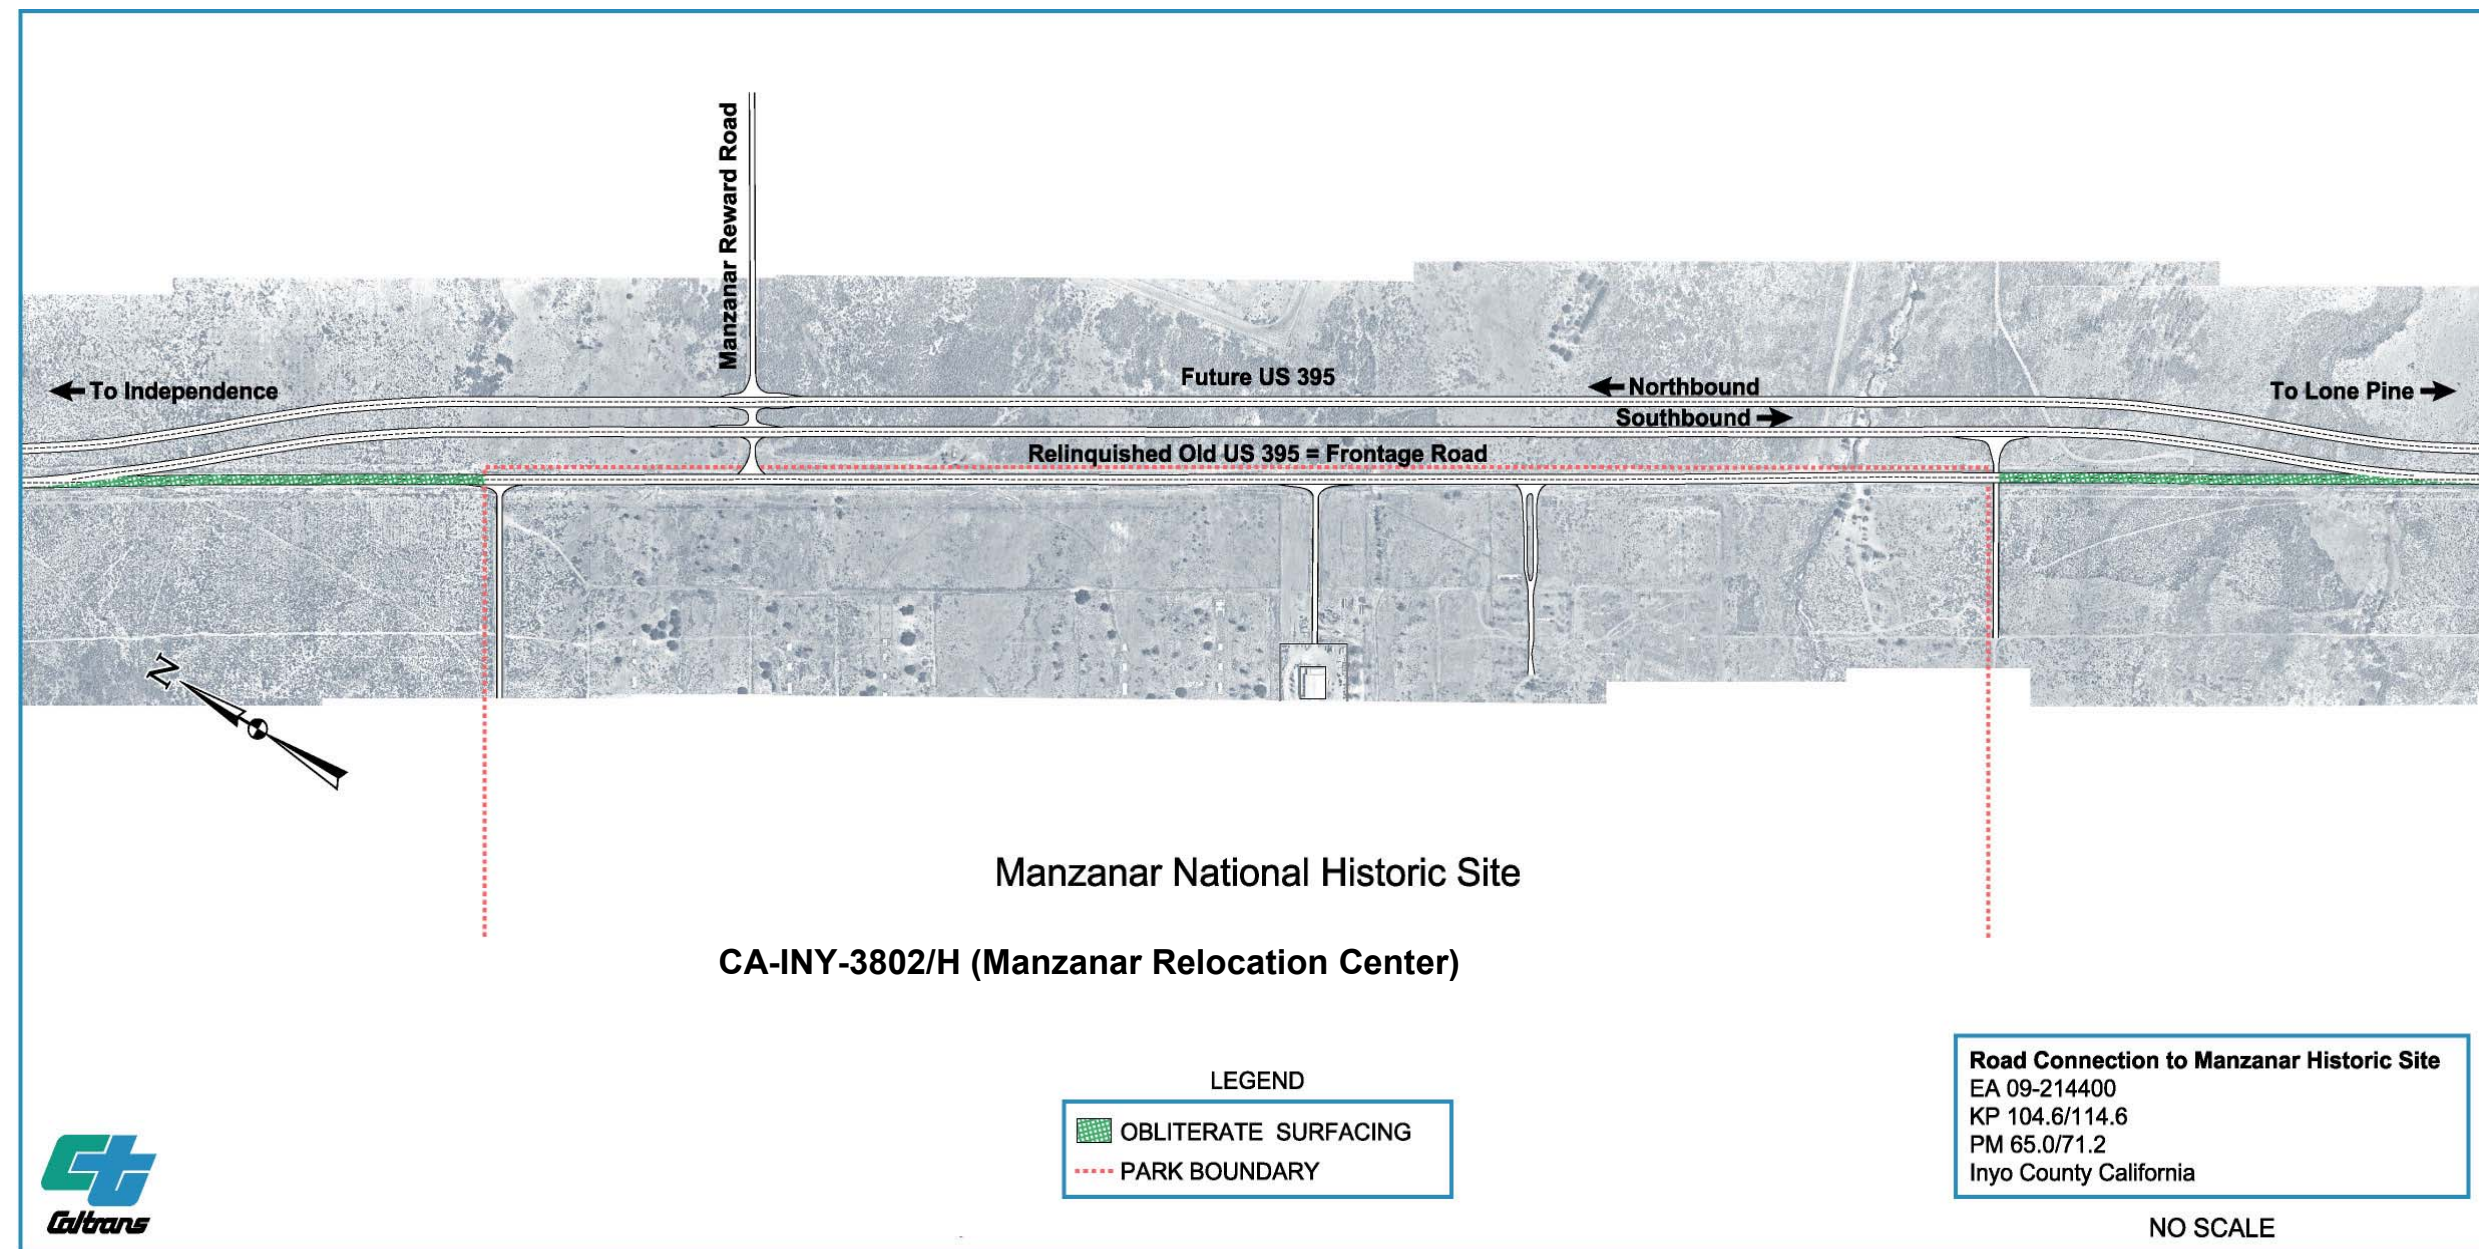 Manzanar Reward Road
To Independence
Future US 395
Northbound
Southbound
To Lone Pine
Relinquished Old US 395 = Frontage Road
N
Manzanar National Historic Site
CA-INY-3802/H (Manzanar Relocation Center)
LEGEND
OBLITERATE SURFACING
PARK BOUNDARY
Road Connection to Manzanar Historic Site
EA 09-214400
KP 104.6/114.6
PM 65.0/71.2
Inyo County California
NO SCALE
Ct
Caltrans